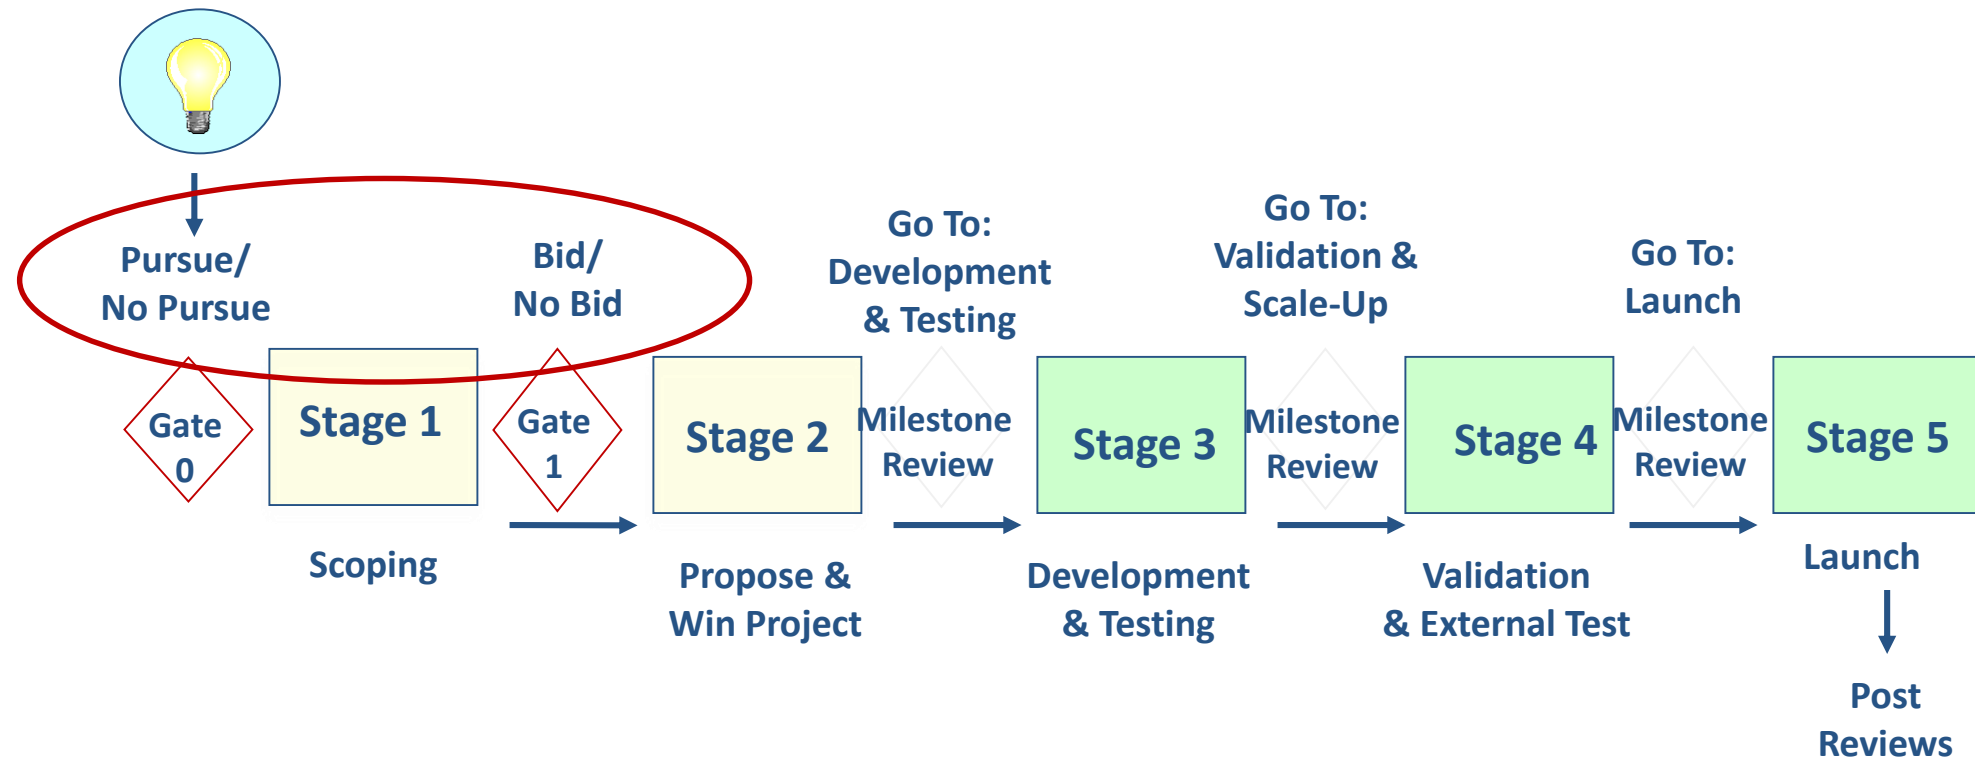 Pursue/
No Pursue
Bid/
No Bid
Go To:
Development
& Testing
Go To:
Validation &
Scale-Up
Go To:
Launch
Gate
0
Stage 1
Gate
1
Stage 2
Milestone
Review
Stage 3
Milestone
Review
Stage 4
Milestone
Review
Stage 5
Scoping
Propose &
Win Project
Development
& Testing
Validation
& External Test
Launch
Post
Reviews